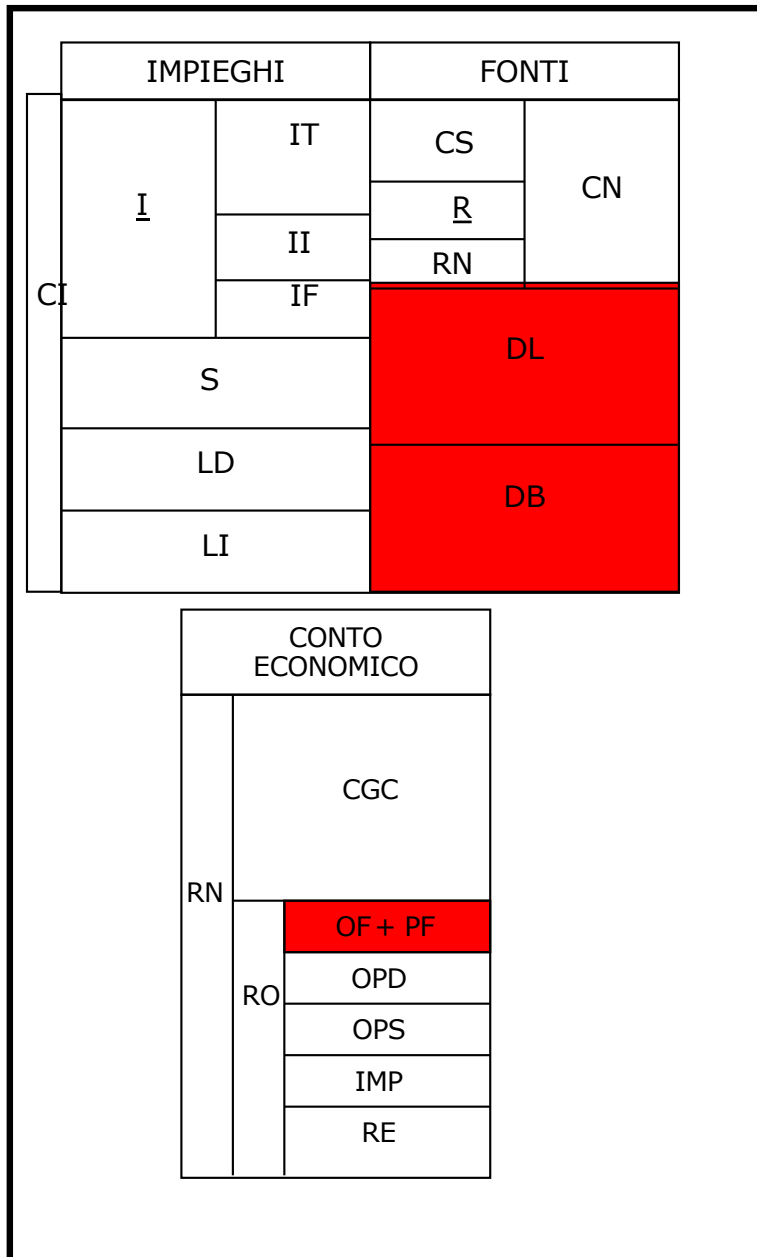 IMPIEGHI FONTI
IT
CS
CN
I
R
II
RN
CI
IF
DL
S
LD
DB
LI
CONTO
ECONOMICO
CGC
RN
OF + PF
OPD
RO
OPS
IMP
RE